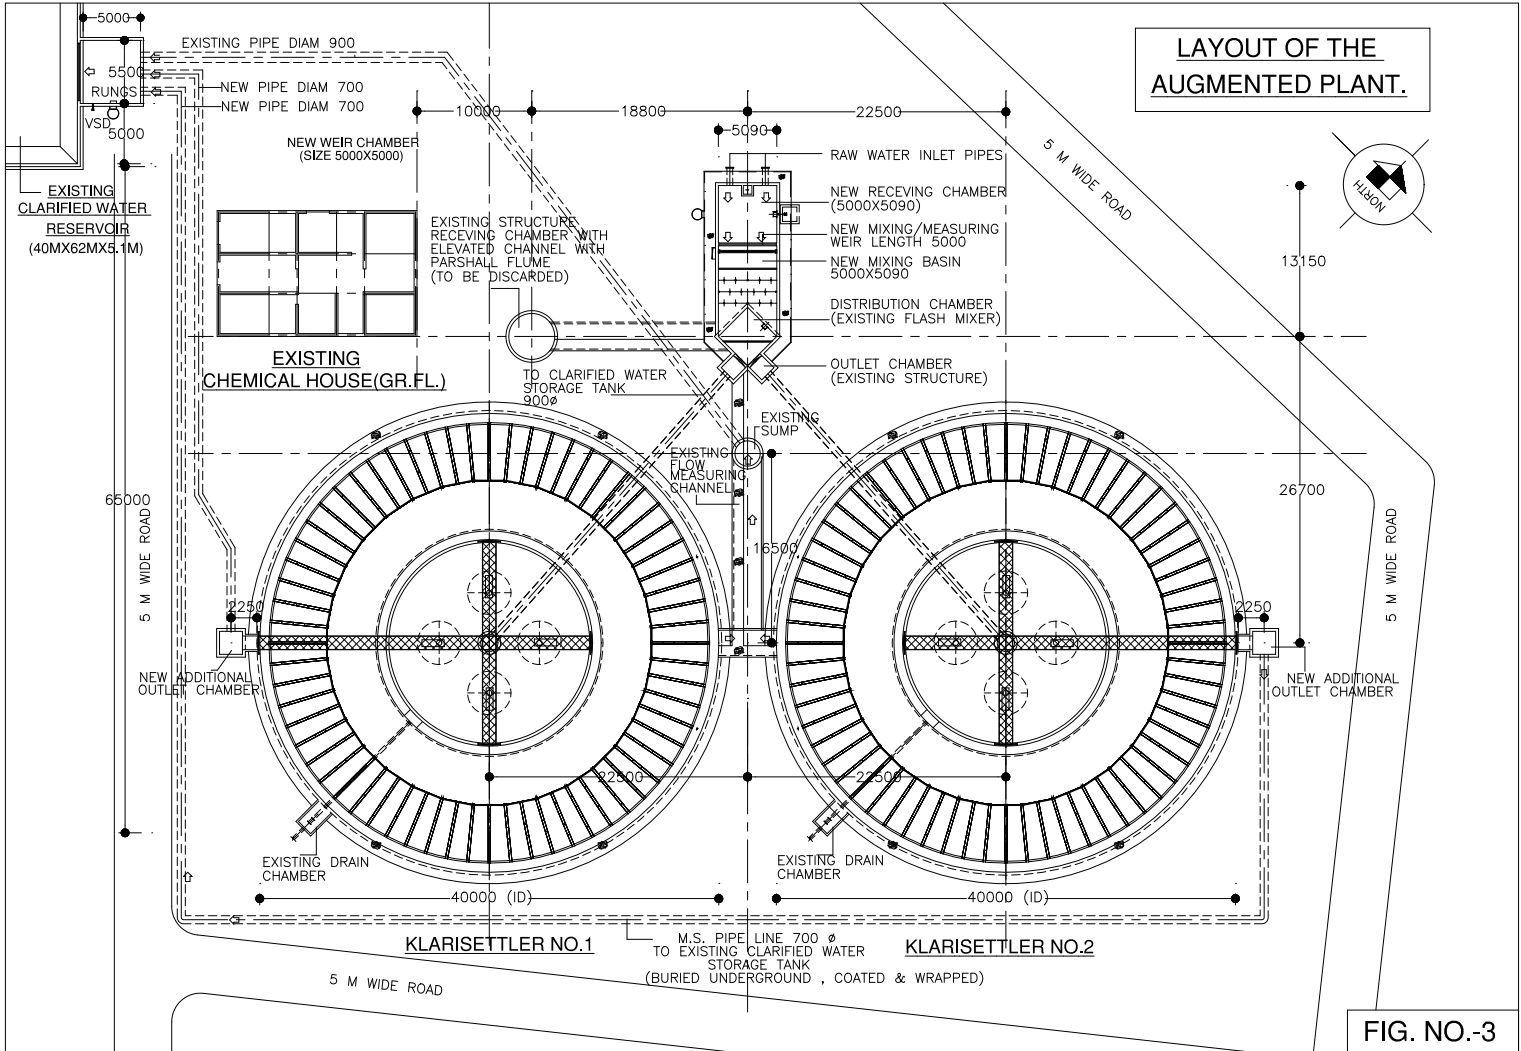 LAYOUT OF THE
AUGMENTED PLANT.
5000
EXISTING PIPE DIAM 900
5500
RUNGS
NEW PIPE DIAM 700
NEW PIPE DIAM 700
VSD
5000
10000
18800
22500
5090
NEW WEIR CHAMBER
(SIZE 5000X5000)
RAW WATER INLET PIPES
5 M WIDE ROAD
NORTH
EXISTING
CLARIFIED WATER
RESERVOIR
(40MX62MX5.1M)
EXISTING STRUCTURE
RECEVING CHAMBER WITH
ELEVATED CHANNEL WITH
PARSHALL FLUME
(TO BE DISCARDED)
NEW RECEVING CHAMBER
(5000X5090)
NEW MIXING/MEASURING
WEIR LENGTH 5000
NEW MIXING BASIN
5000X5090
13150
DISTRIBUTION CHAMBER
(EXISTING FLASH MIXER)
EXISTING
CHEMICAL HOUSE(GR.FL.)
OUTLET CHAMBER
(EXISTING STRUCTURE)
TO CLARIFIED WATER
STORAGE TANK
900ø
EXISTING
SUMP
EXISTING
FLOW
MEASURING
CHANNEL
65000
26700
5 M WIDE ROAD
5 M WIDE ROAD
16500
2250
2250
NEW ADDITIONAL
OUTLET CHAMBER
NEW ADDITIONAL
OUTLET CHAMBER
22500
22500
EXISTING DRAIN
CHAMBER
EXISTING DRAIN
CHAMBER
40000 (ID)
40000 (ID)
KLARISETTLER NO.1
M.S. PIPE LINE 700 ø
TO EXISTING CLARIFIED WATER
STORAGE TANK
(BURIED UNDERGROUND , COATED & WRAPPED)
KLARISETTLER NO.2
5 M WIDE ROAD
FIG. NO.-3